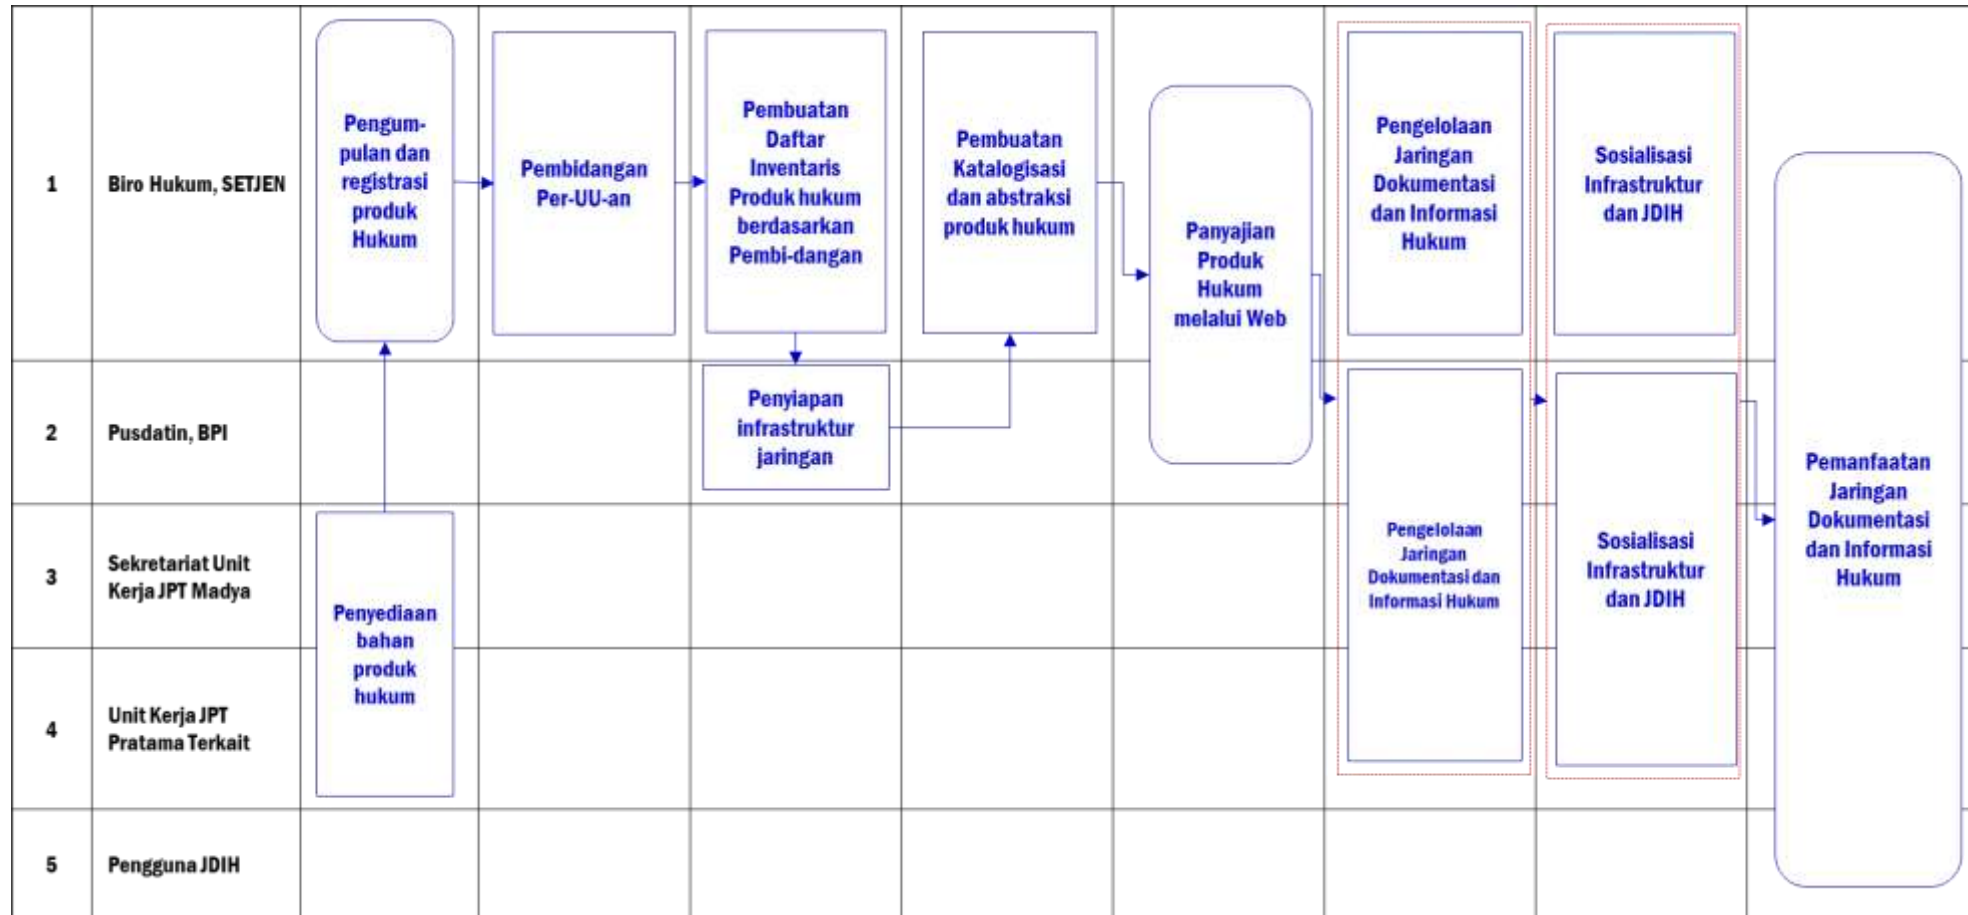 1
Biro Hukum, SETJEN
Pengum-
pulan dan
registrasi
produk
Hukum
Pembidangan
Per-UU-an
Pembuatan
Daftar
Inventaris
Produk hukum
berdasarkan
Pembi-dangan
Pembuatan
Katalogisasi
dan abstraksi
produk hukum
Panyajian
Produk
Hukum
melalui Web
Pengelolaan
Jaringan
Dokumentasi
dan Informasi
Hukum
Sosialisasi
Infrastruktur
dan JDIH
2
Pusdatin, BPI
Penyiapan
infrastruktur
jaringan
Pemanfaatan
Jaringan
Dokumentasi
dan Informasi
Hukum
3
Sekretariat Unit
Kerja JPT Madya
Penyediaan
bahan
produk
hukum
Pengelolaan
Jaringan
Dokumentasi dan
Informasi Hukum
Sosialisasi
Infrastruktur
dan JDIH
4
Unit Kerja JPT
Pratama Terkait
5
Pengguna JDIH